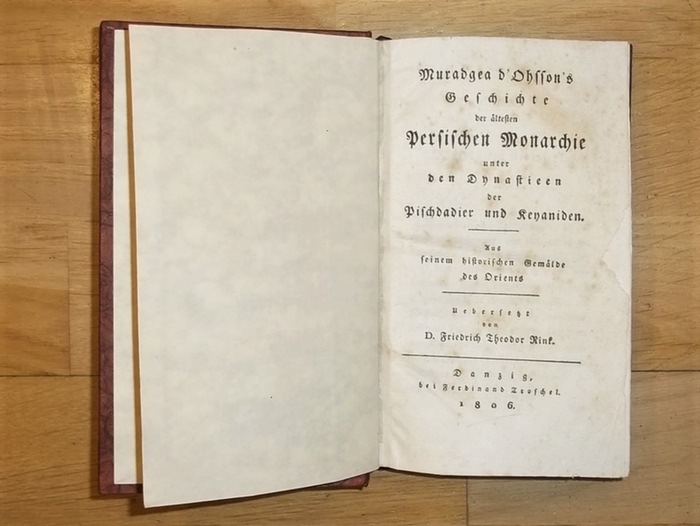 Muradgea d'Ohsson's
Geschichte
der ältesten
Persischen Monarchie
unter
den Dynastieen
der
Pischdadier und Keyaniden.
Aus
seinem historischen Gemälde
des Orients
Uebersetzt
von
D. Friedrich Theodor Rink.
Danzig,
bei Ferdinand Troschel.
1806.